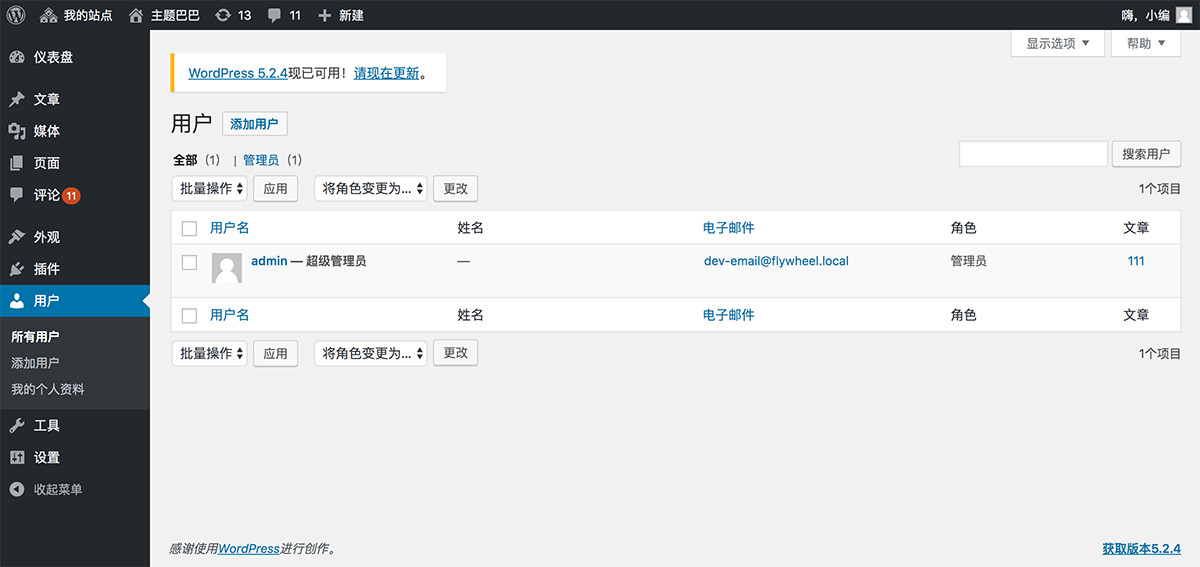 我的站点 主题巴巴 13 11 新建 嗨，小编
显示选项 帮助
仪表盘
文章
媒体
页面
评论 11
外观
插件
用户
所有用户
添加用户
我的个人资料
工具
设置
收起菜单
WordPress 5.2.4现已可用！请现在更新。
用户 添加用户
全部（1） | 管理员（1）
搜索用户
批量操作 应用 将角色变更为... 更改 1个项目
用户名 姓名 电子邮件 角色 文章
admin — 超级管理员 — dev-email@flywheel.local 管理员 111
用户名 姓名 电子邮件 角色 文章
批量操作 应用 将角色变更为... 更改 1个项目
感谢使用WordPress进行创作。 获取版本5.2.4